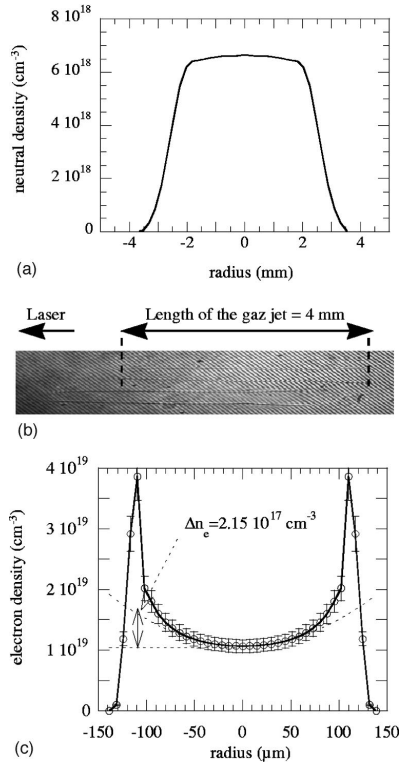 8 10^18
6 10^18
4 10^18
2 10^18
0
neutral density (cm^-3)
-4 -2 0 2 4
radius (mm)
(a)
Laser
Length of the gaz jet = 4 mm
(b)
4 10^19
3 10^19
2 10^19
1 10^19
0
electron density (cm^-3)
Δn_e=2.15 10^17 cm^-3
-150 -100 -50 0 50 100 150
radius (µm)
(c)